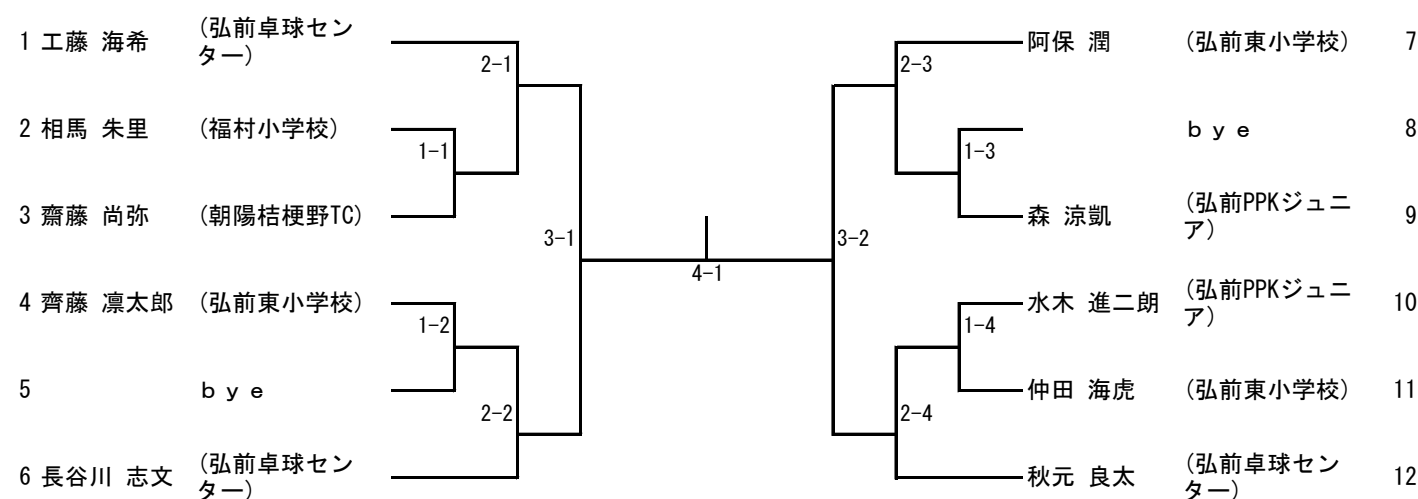 1 工藤 海希 (弘前卓球セン
ター)
2-1
2 相馬 朱里 (福村小学校)
1-1
3 齋藤 尚弥 (朝陽桔梗野TC)
3-1
4 齊藤 凛太郎 (弘前東小学校)
1-2
5 ｂｙｅ
2-2
6 長谷川 志文 (弘前卓球セン
ター)
4-1
阿保 潤 (弘前東小学校) 7
2-3
ｂｙｅ 8
1-3
森 涼凱 (弘前PPKジュニ
ア) 9
3-2
水木 進二朗 (弘前PPKジュニ
ア) 10
1-4
仲田 海虎 (弘前東小学校) 11
2-4
秋元 良太 (弘前卓球セン
ター) 12